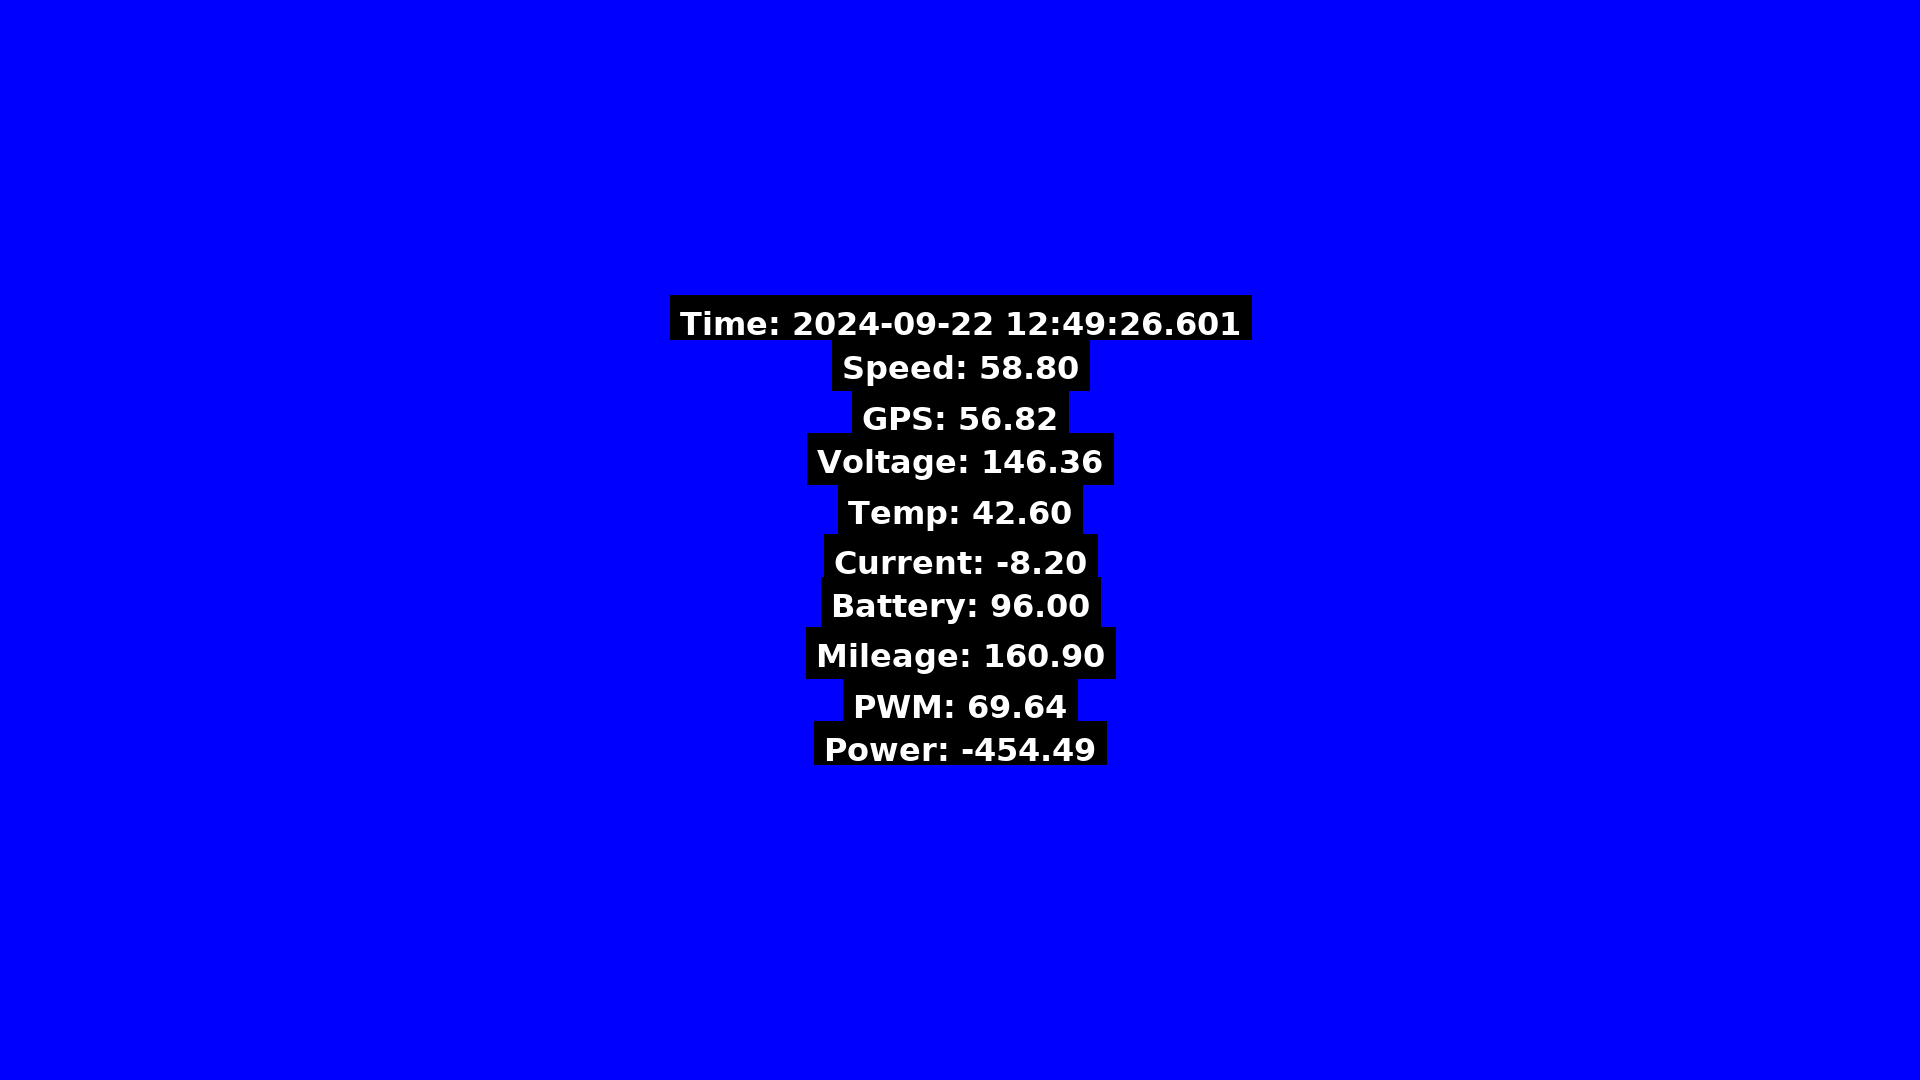 Time: 2024-09-22 12:49:26.601
Speed: 58.80
GPS: 56.82
Voltage: 146.36
Temp: 42.60
Current: -8.20
Battery: 96.00
Mileage: 160.90
PWM: 69.64
Power: -454.49